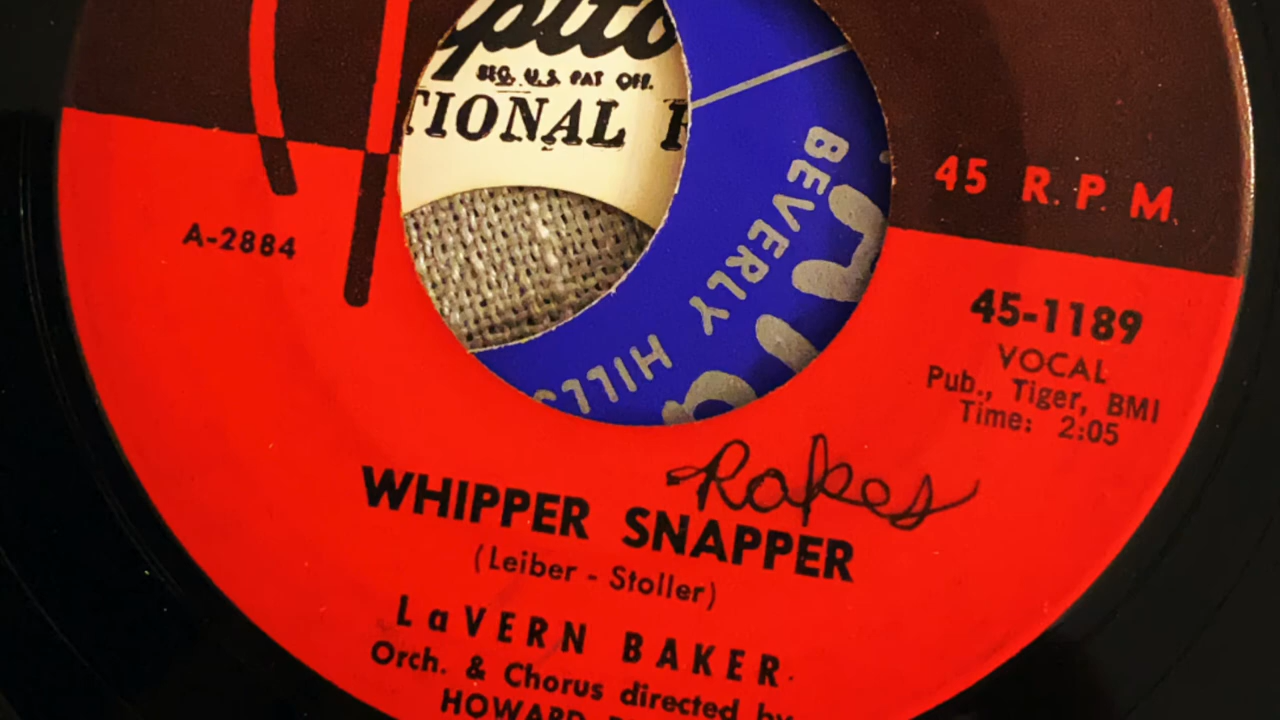 REG. U.S. PAT OFF.
TIONAL
BEVERLY HILLS
45 R.P.M.
A-2884
45-1189
VOCAL
Pub., Tiger, BMI
Time: 2:05
Rakes
WHIPPER SNAPPER
(Leiber - Stoller)
LaVERN BAKER
Orch. & Chorus directed by
HOWARD